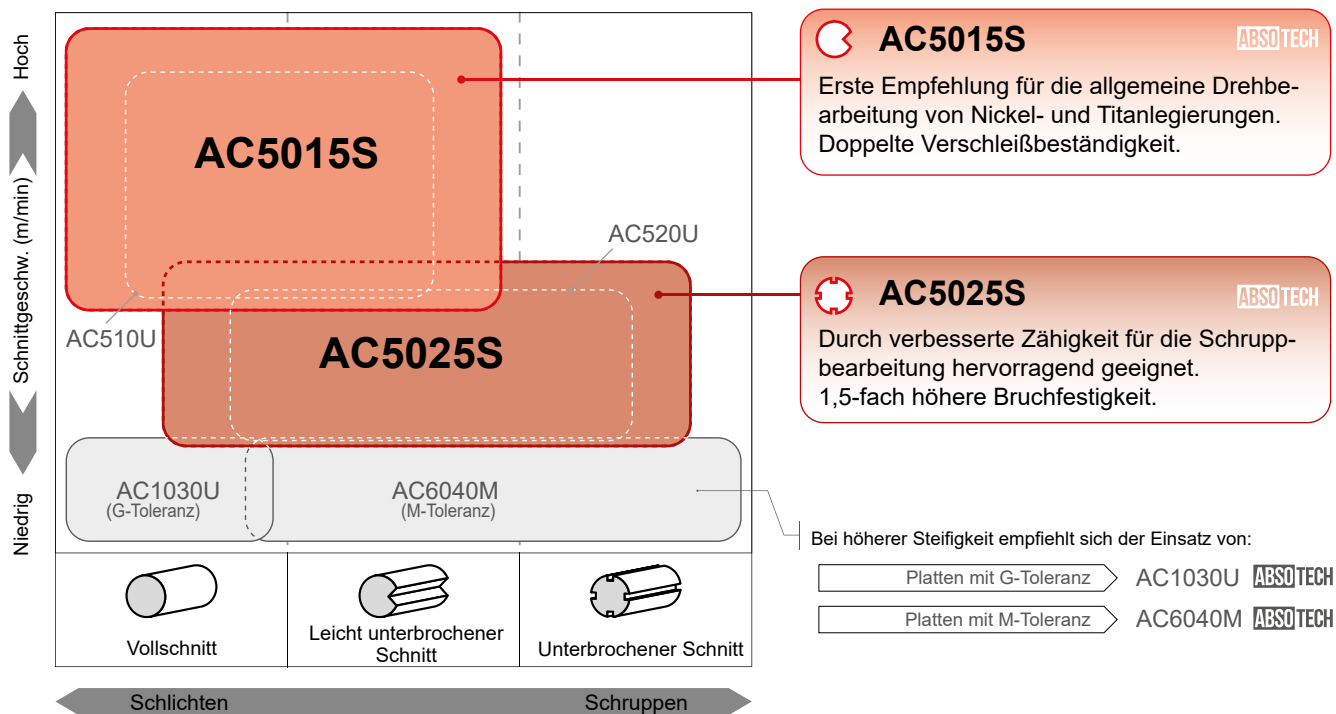 Hoch
Schnittgeschw. (m/min)
Niedrig
AC5015S
AC510U
AC520U
AC5025S
AC1030U
(G-Toleranz)
AC6040M
(M-Toleranz)
Vollschnitt
Leicht unterbrochener
Schnitt
Unterbrochener Schnitt
Schlichten
Schruppen
AC5015S
ABSOTECH
Erste Empfehlung für die allgemeine Drehbe-
arbeitung von Nickel- und Titanlegierungen.
Doppelte Verschleißbeständigkeit.
AC5025S
ABSOTECH
Durch verbesserte Zähigkeit für die Schrupp-
bearbeitung hervorragend geeignet.
1,5-fach höhere Bruchfestigkeit.
Bei höherer Steifigkeit empfiehlt sich der Einsatz von:
Platten mit G-Toleranz AC1030U ABSOTECH
Platten mit M-Toleranz AC6040M ABSOTECH